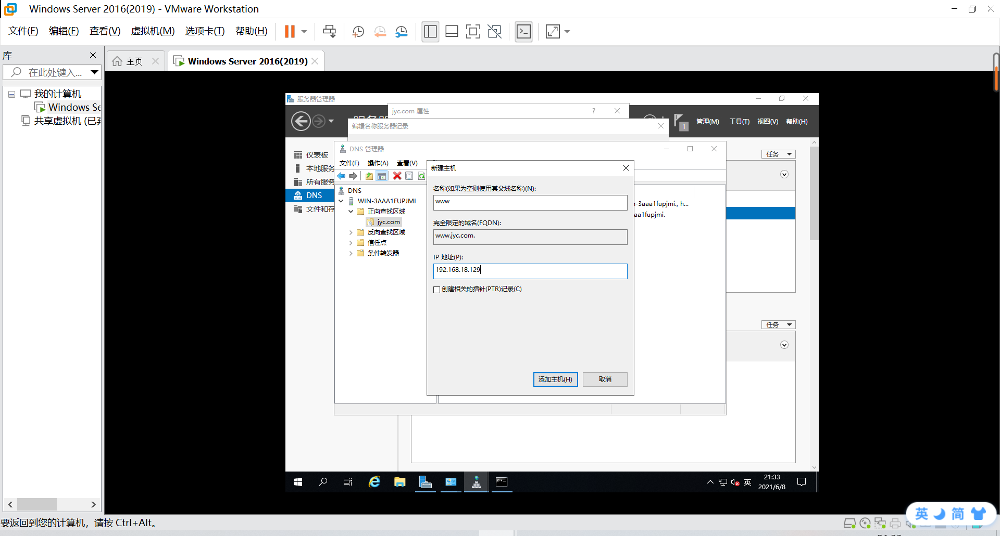 Windows Server 2016(2019) - VMware Workstation
文件(F) 编辑(E) 查看(V) 虚拟机(M) 选项卡(T) 帮助(H)
库
在此处键入...
主页
Windows Server 2016(2019)
我的计算机
Windows Se
共享虚拟机 (已
服务器管理器
jyc.com 属性
?
编辑名称服务器记录
1
管理(M) 工具(T) 视图(V) 帮助(H)
仪表板
本地服务
所有服务
DNS
文件和存
任务
任务
DNS 管理器
文件(F) 操作(A) 查看(V)
DNS
WIN-3AAA1FUPJMI
正向查找区域
jyc.com
反向查找区域
信任点
条件转发器
n-3aaa1fupjmi., h...
aa1fupjmi.
新建主机
名称(如果为空则使用其父域名称)(N):
www
完全限定的域名(FQDN):
www.jyc.com.
IP 地址(P):
192.168.18.129
创建相关的指针(PTR)记录(C)
添加主机(H) 取消
英
21:33
2021/6/8
要返回到您的计算机，请按 Ctrl+Alt。
英 简